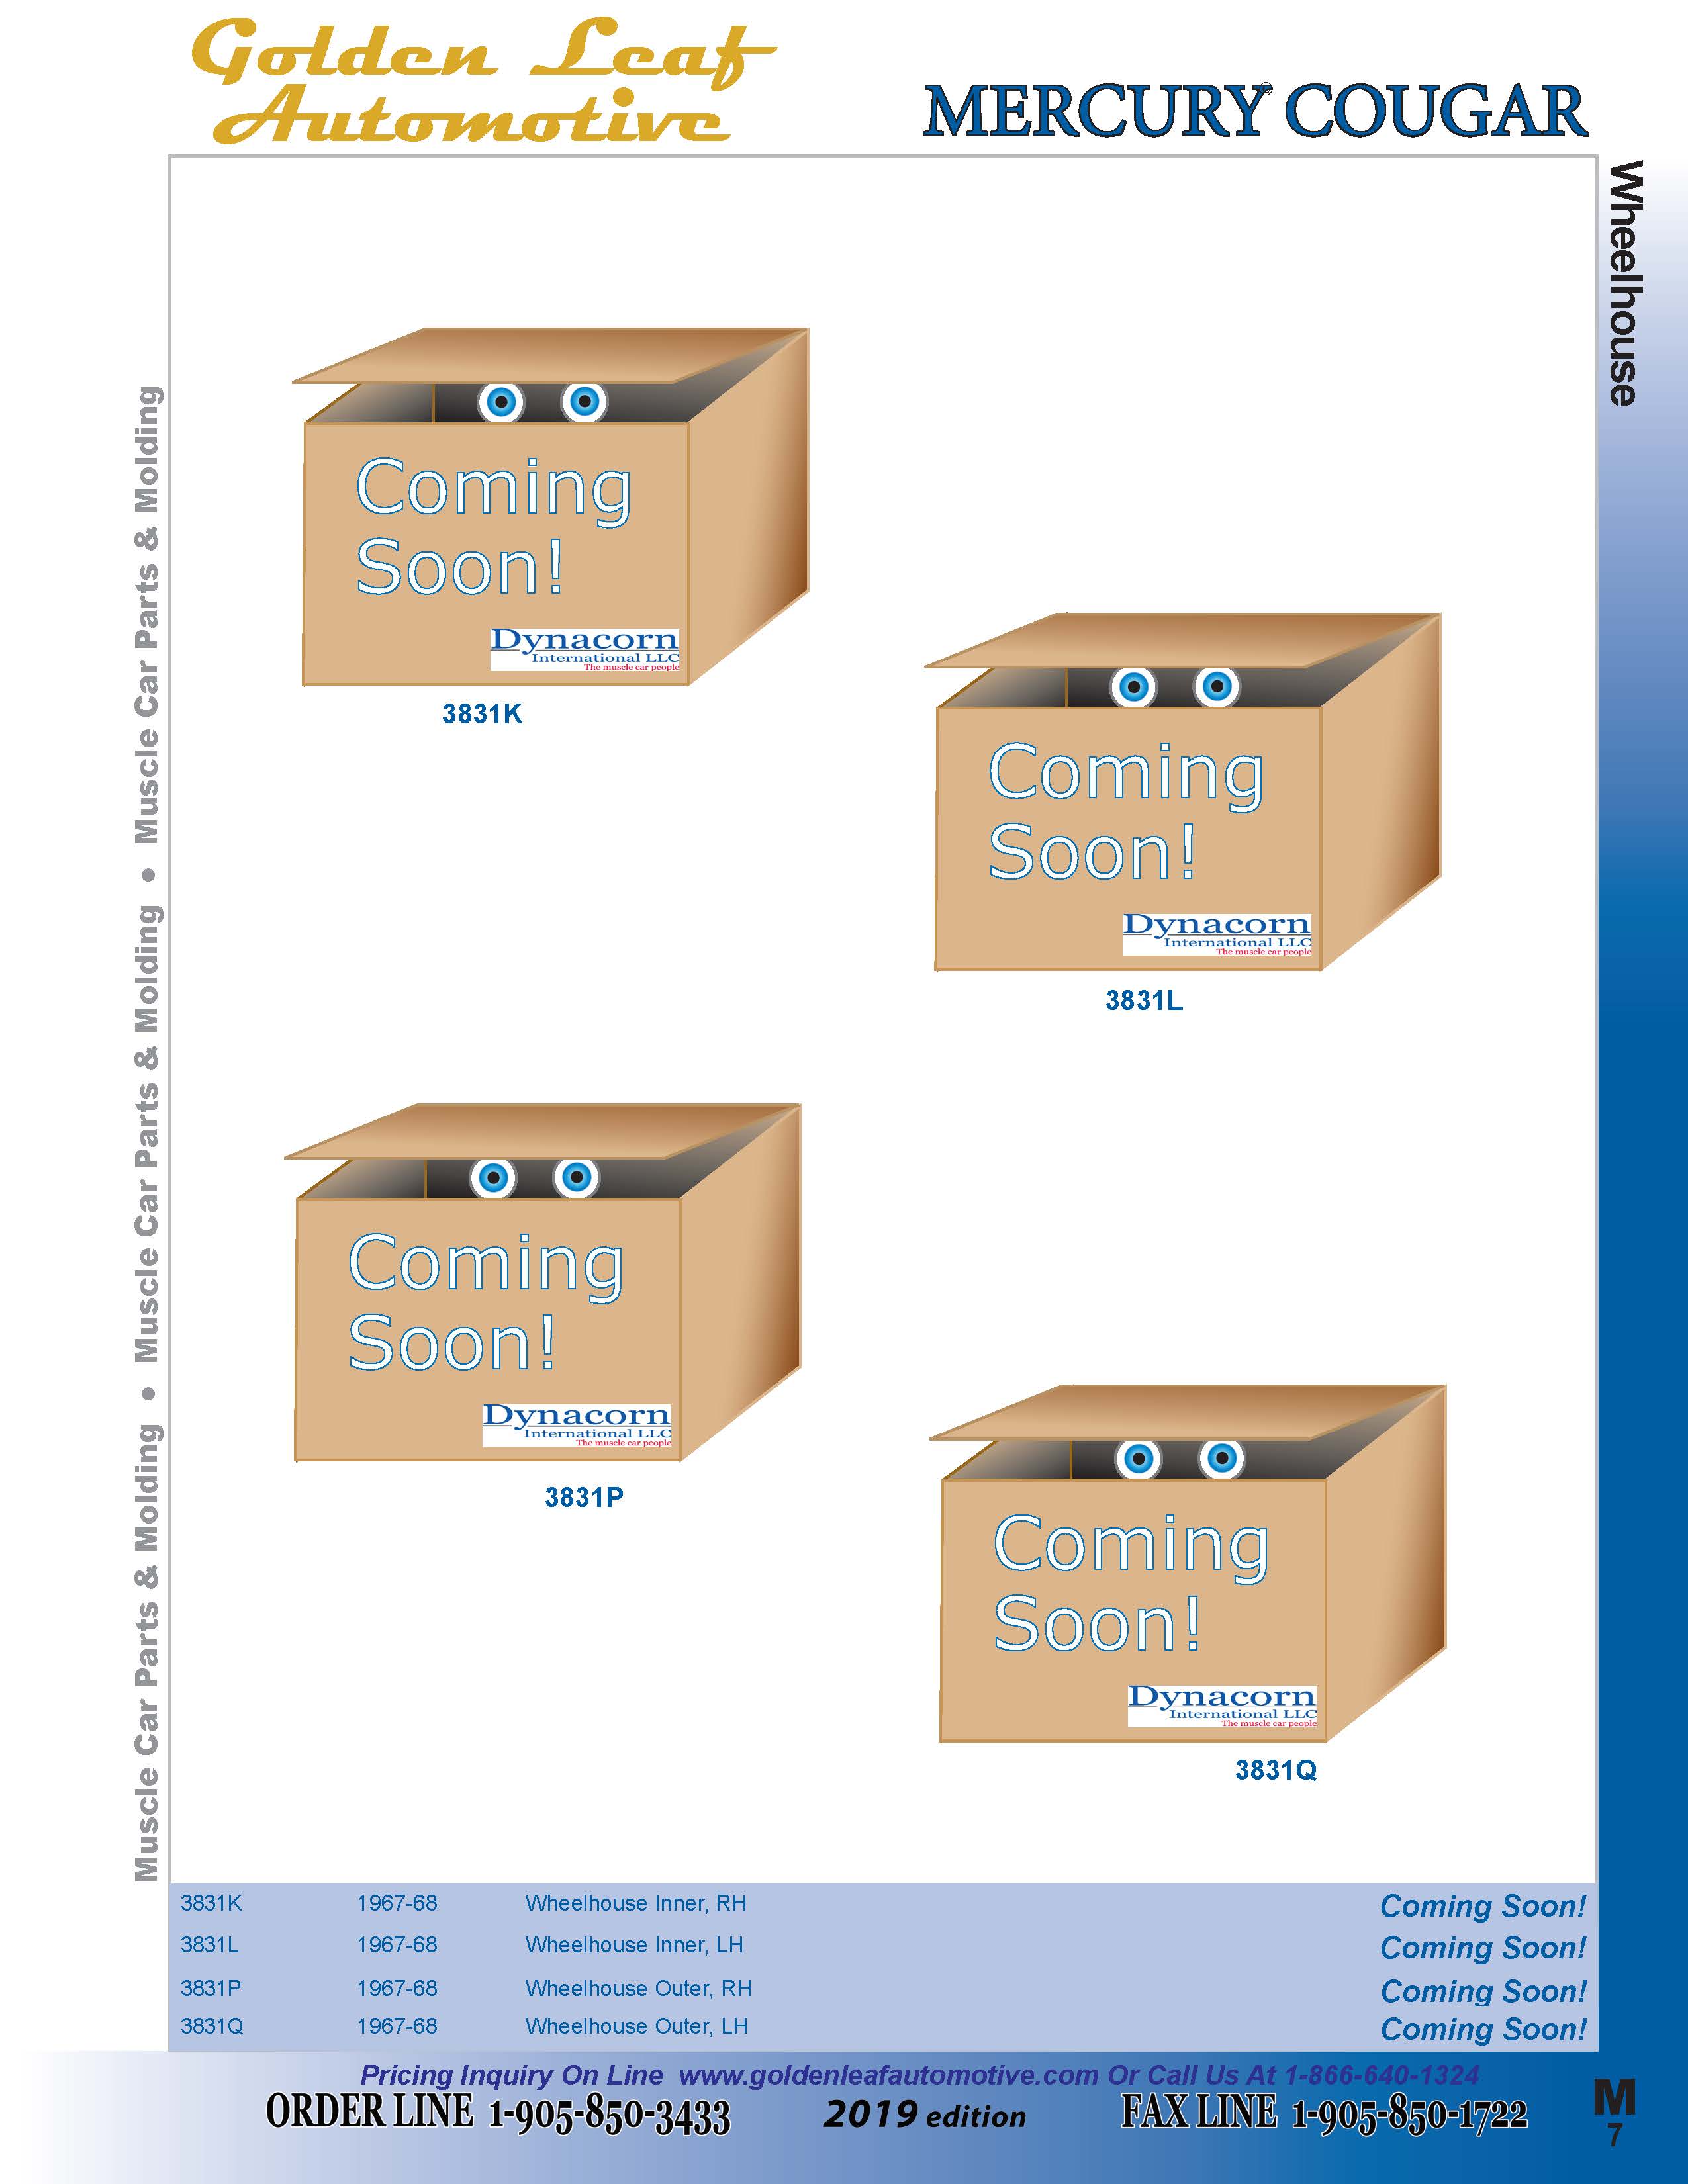 Golden Leaf
Automotive
MERCURY® COUGAR
Wheelhouse
Muscle Car Parts & Molding • Muscle Car Parts & Molding • Muscle Car Parts & Molding
Coming
Soon!
Dynacorn
International LLC
The muscle car people
3831K
Coming
Soon!
Dynacorn
International LLC
The muscle car people
3831L
Coming
Soon!
Dynacorn
International LLC
The muscle car people
3831P
Coming
Soon!
Dynacorn
International LLC
The muscle car people
3831Q
3831K 1967-68 Wheelhouse Inner, RH Coming Soon!
3831L 1967-68 Wheelhouse Inner, LH Coming Soon!
3831P 1967-68 Wheelhouse Outer, RH Coming Soon!
3831Q 1967-68 Wheelhouse Outer, LH Coming Soon!
Pricing Inquiry On Line www.goldenleafautomotive.com Or Call Us At 1-866-640-1324
ORDER LINE 1-905-850-3433 2019 edition FAX LINE 1-905-850-1722
M
7